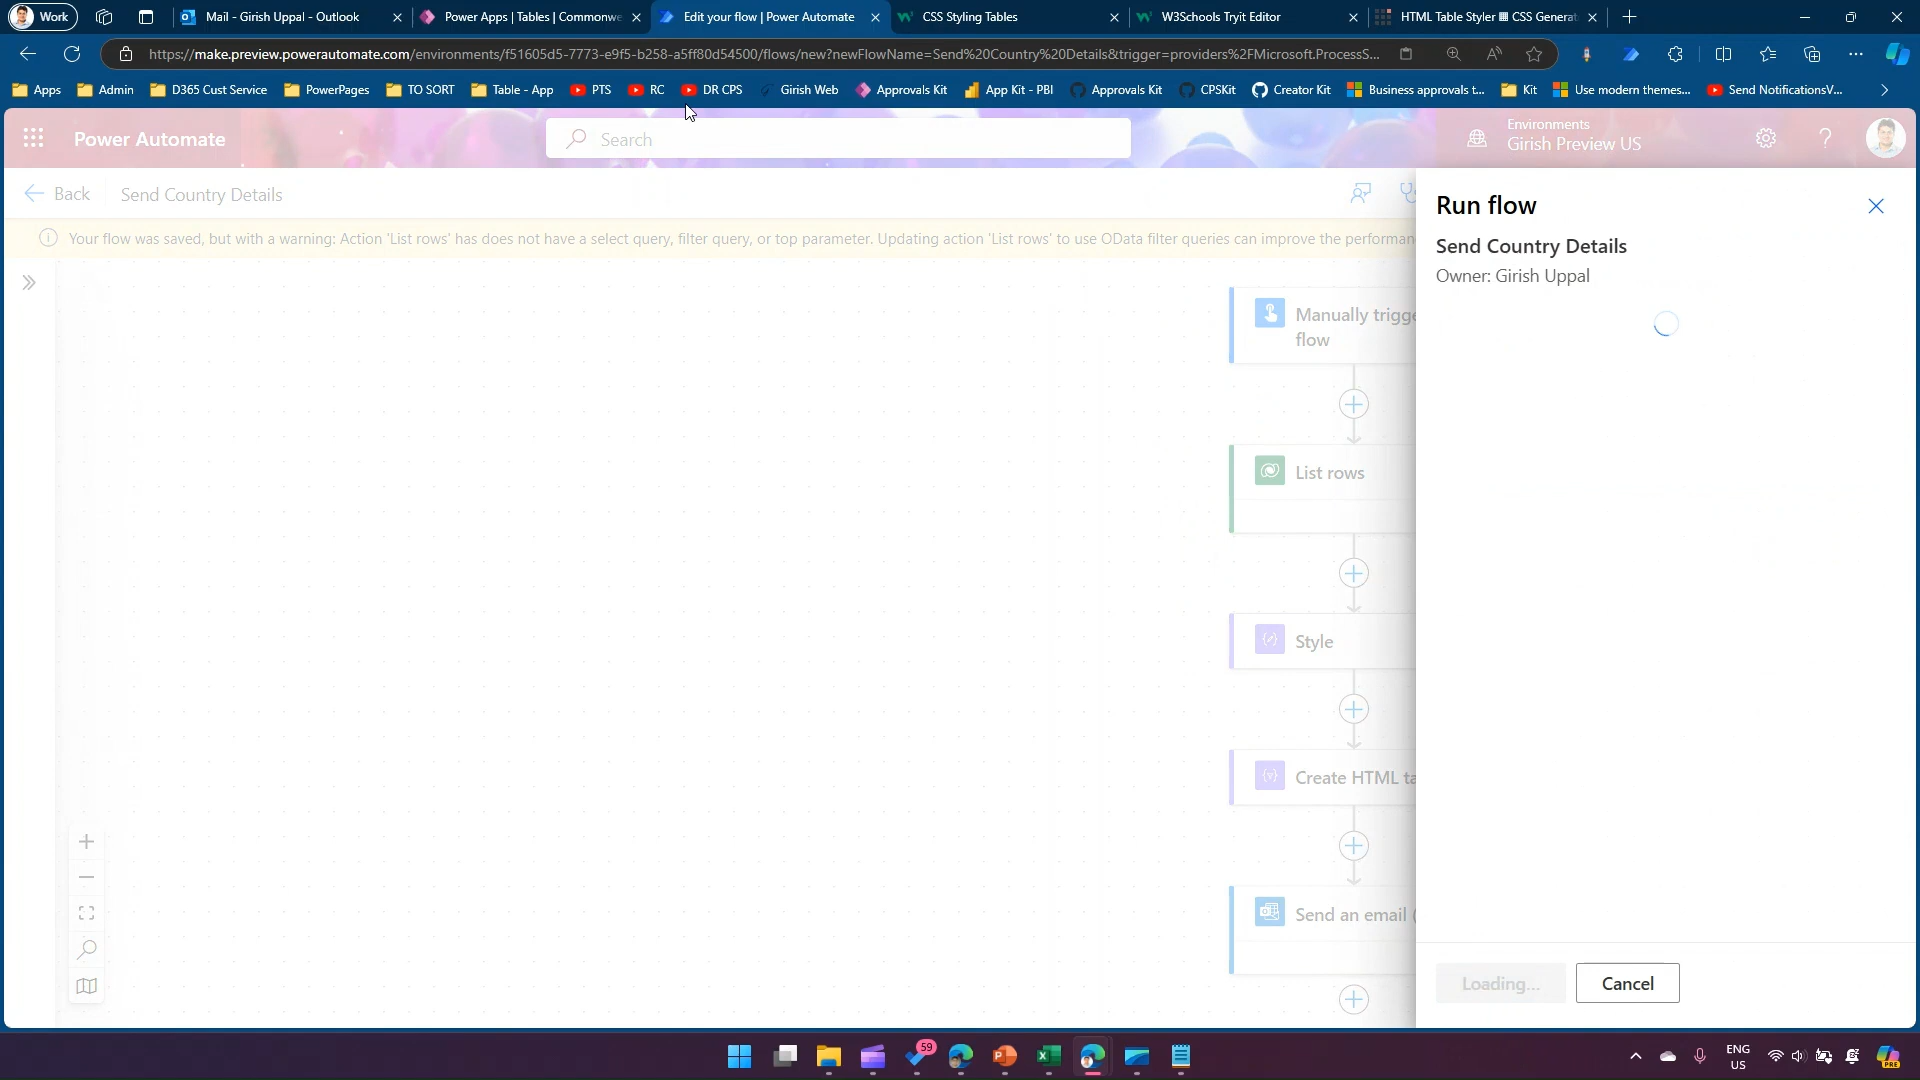 Work
Mail - Girish Uppal - Outlook
Power Apps | Tables | Commonwe
Edit your flow | Power Automate
CSS Styling Tables
W3Schools Tryit Editor
HTML Table Styler ▦ CSS Generat
https://make.preview.powerautomate.com/environments/f51605d5-7773-e9f5-b258-a5ff80d54500/flows/new?newFlowName=Send%20Country%20Details&trigger=providers%2FMicrosoft.ProcessS...
Apps
Admin
D365 Cust Service
PowerPages
TO SORT
Table - App
PTS
RC
DR CPS
Girish Web
Approvals Kit
App Kit - PBI
Approvals Kit
CPSKit
Creator Kit
Business approvals t...
Kit
Use modern themes...
Send NotificationsV...
Power Automate
Search
Environments
Girish Preview US
Back
Send Country Details
Your flow was saved, but with a warning: Action 'List rows' has does not have a select query, filter query, or top parameter. Updating action 'List rows' to use OData filter queries can improve the performan
Manually trigge
flow
List rows
Style
Create HTML ta
Send an email (
Run flow
Send Country Details
Owner: Girish Uppal
Loading...
Cancel
59
ENG
US
PRE